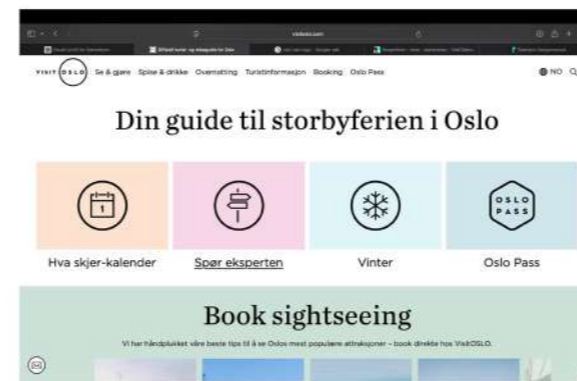 visitoslo.com
VISIT OSLO Se & gjøre Spise & drikke Overnatting Turistinformasjon Booking Oslo Pass NO
Din guide til storbyferien i Oslo
1
OSLO
PASS
Hva skjer-kalender Spør eksperten Vinter Oslo Pass
Book sightseeing
Vi har håndplukket våre beste tips til å se Oslos mest populære attraksjoner – book direkte hos VisitOSLO.